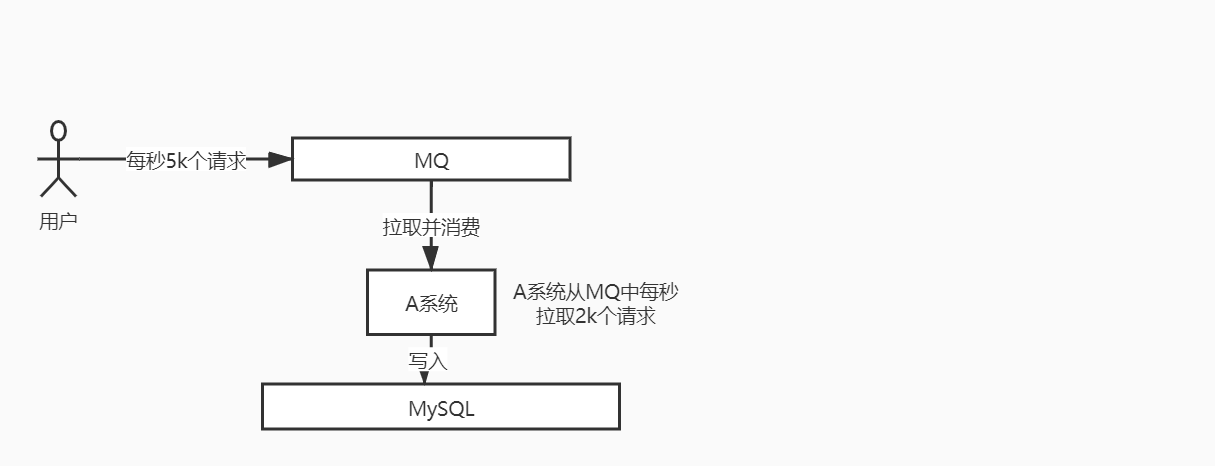 每秒5k个请求
MQ
用户
拉取并消费
A系统
A系统从MQ中每秒
拉取2k个请求
写入
MySQL